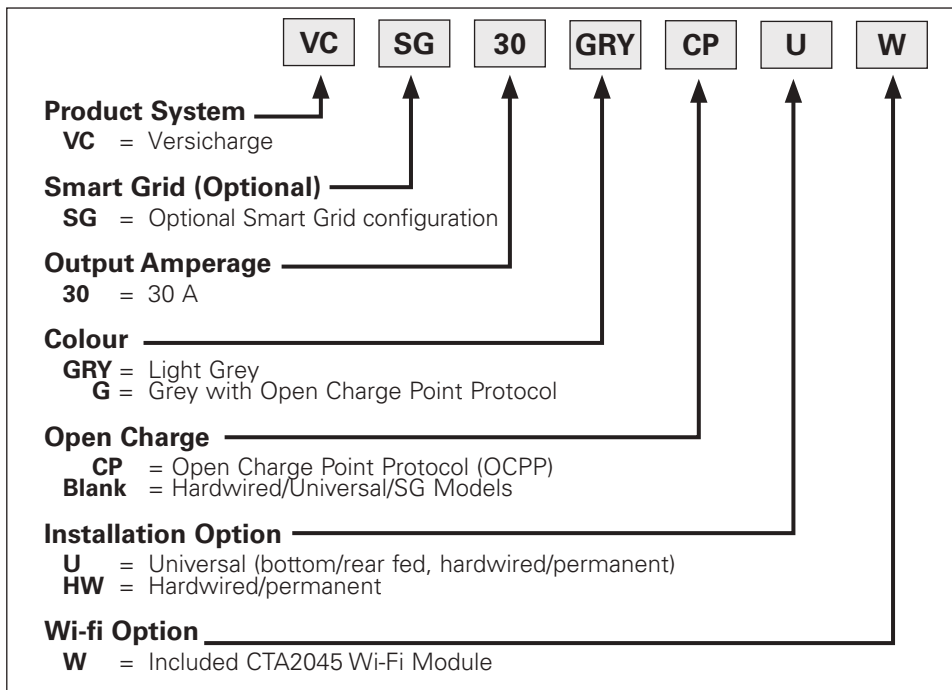 VC SG 30 GRY CP U W
Product System
VC = Versicharge
Smart Grid (Optional)
SG = Optional Smart Grid configuration
Output Amperage
30 = 30 A
Colour
GRY = Light Grey
G = Grey with Open Charge Point Protocol
Open Charge
CP = Open Charge Point Protocol (OCPP)
Blank = Hardwired/Universal/SG Models
Installation Option
U = Universal (bottom/rear fed, hardwired/permanent)
HW = Hardwired/permanent
Wi-fi Option
W = Included CTA2045 Wi-Fi Module